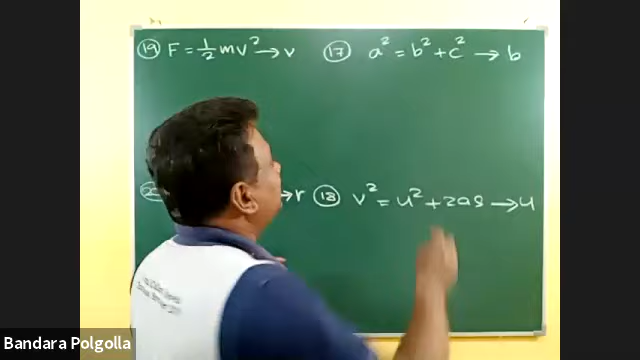 19 F = 1/2 mv² → v
17 a² = b² + c² → b
→ r
18 v² = u² + 2as → u
Bandara Polgolla